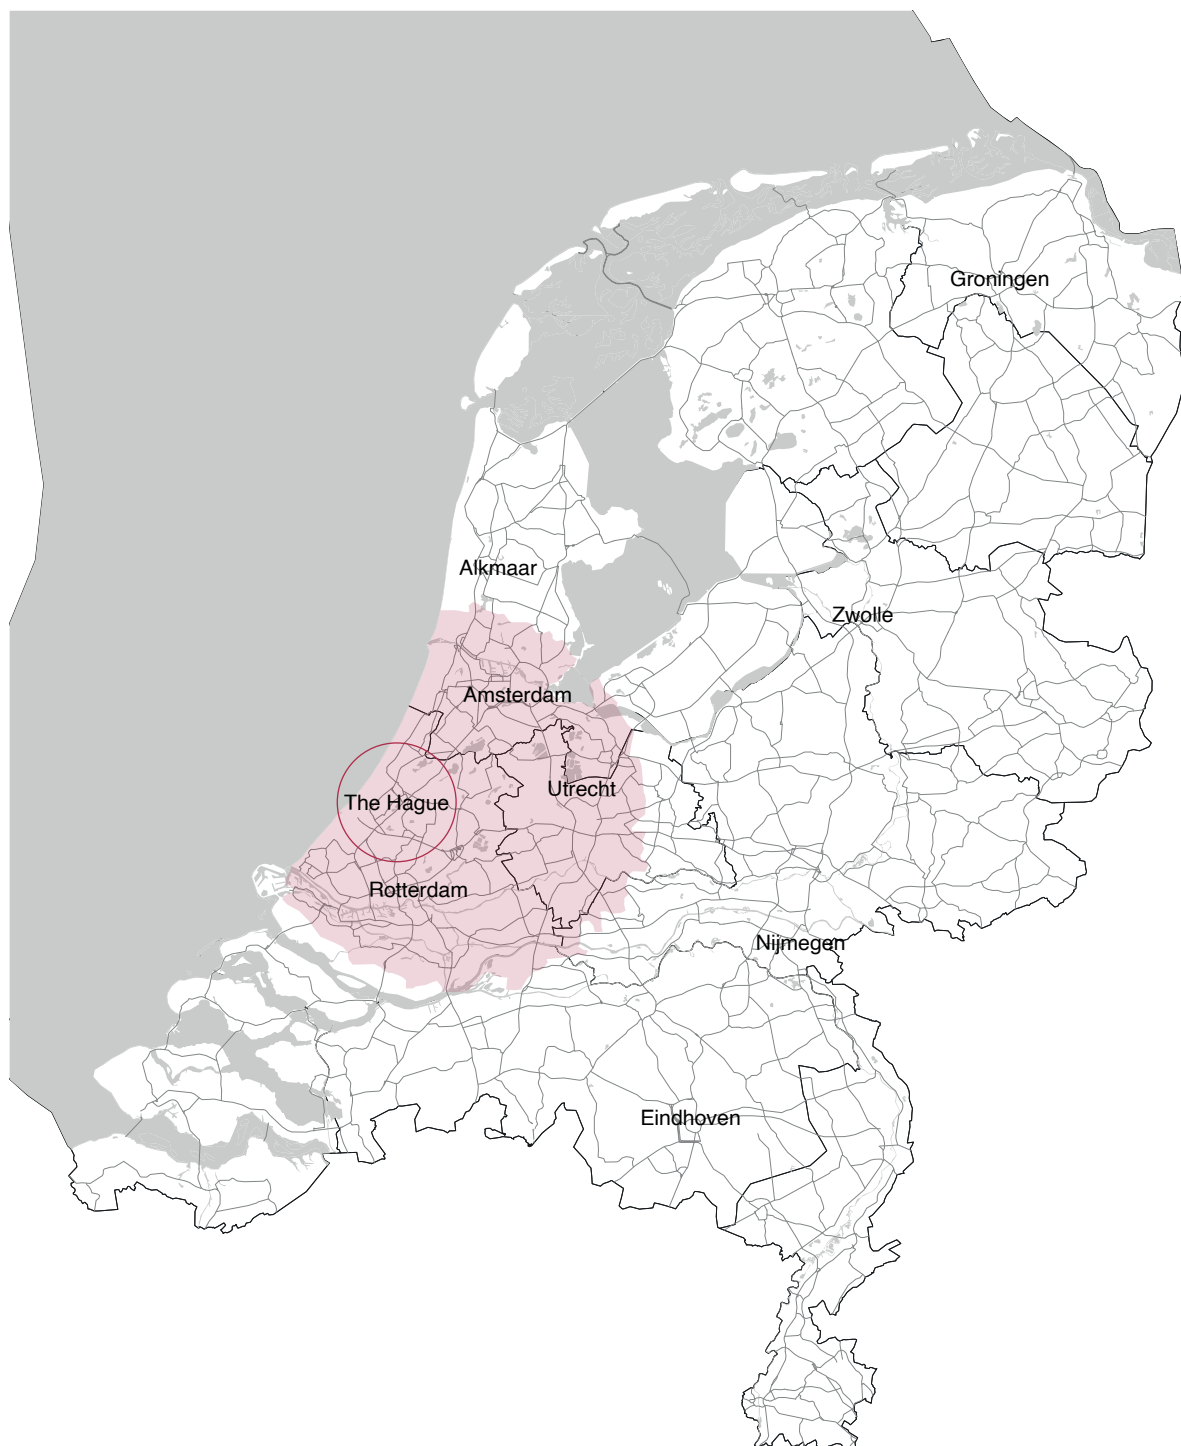 Groningen
Alkmaar
Zwolle
Amsterdam
Utrecht
The Hague
Rotterdam
Nijmegen
Eindhoven